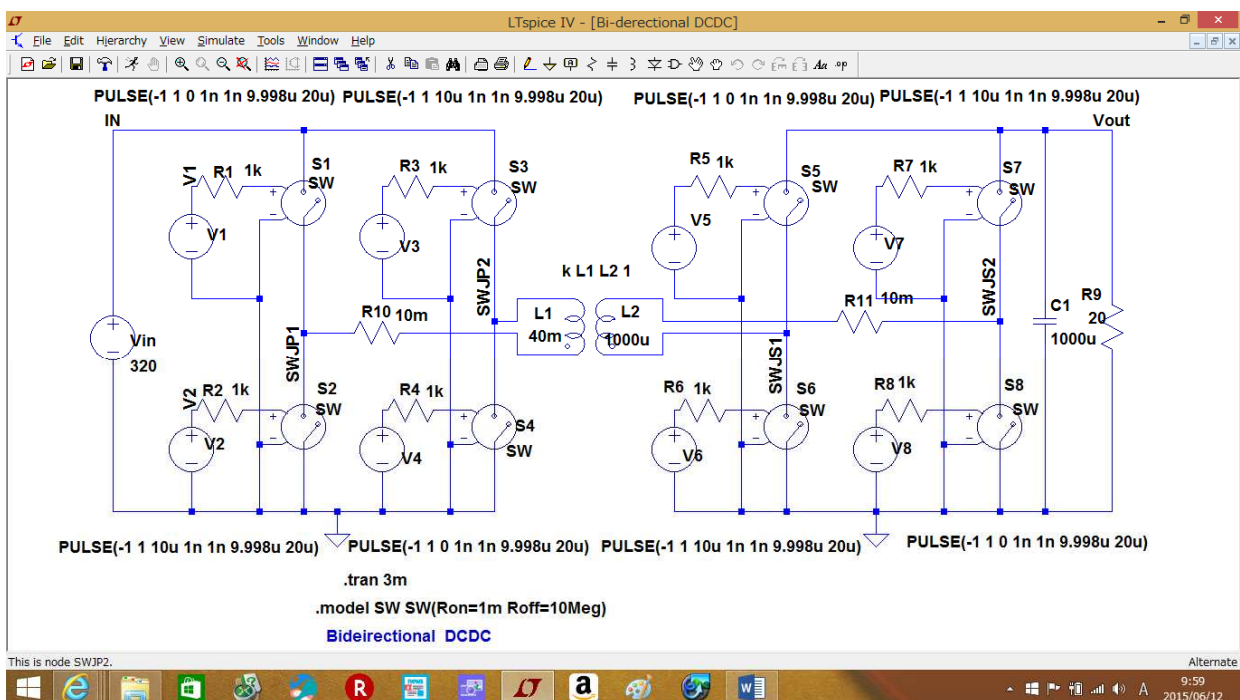 LTspice IV - [Bi-derectional DCDC]
File Edit Hierarchy View Simulate Tools Window Help
PULSE(-1 1 0 1n 1n 9.998u 20u) PULSE(-1 1 10u 1n 1n 9.998u 20u) PULSE(-1 1 0 1n 1n 9.998u 20u) PULSE(-1 1 10u 1n 1n 9.998u 20u)
IN Vout
V1 R1 1k S1 SW R3 1k S3 SW R5 1k S5 SW R7 1k S7 SW
V1 V3 V5 V7
SWJP2 k L1 L2 1 SWJS2
R10 10m L1 40m L2 1000u R11 10m C1 1000u R9 20
Vin 320
SWJP1 SWJS1
V2 R2 1k S2 SW R4 1k S4 SW R6 1k S6 SW R8 1k S8 SW
V2 V4 V6 V8
PULSE(-1 1 10u 1n 1n 9.998u 20u) PULSE(-1 1 0 1n 1n 9.998u 20u) PULSE(-1 1 10u 1n 1n 9.998u 20u) PULSE(-1 1 0 1n 1n 9.998u 20u)
.tran 3m
.model SW SW(Ron=1m Roff=10Meg)
Bideirectional DCDC
This is node SWJP2. Alternate
R a W A 9:59
2015/06/12